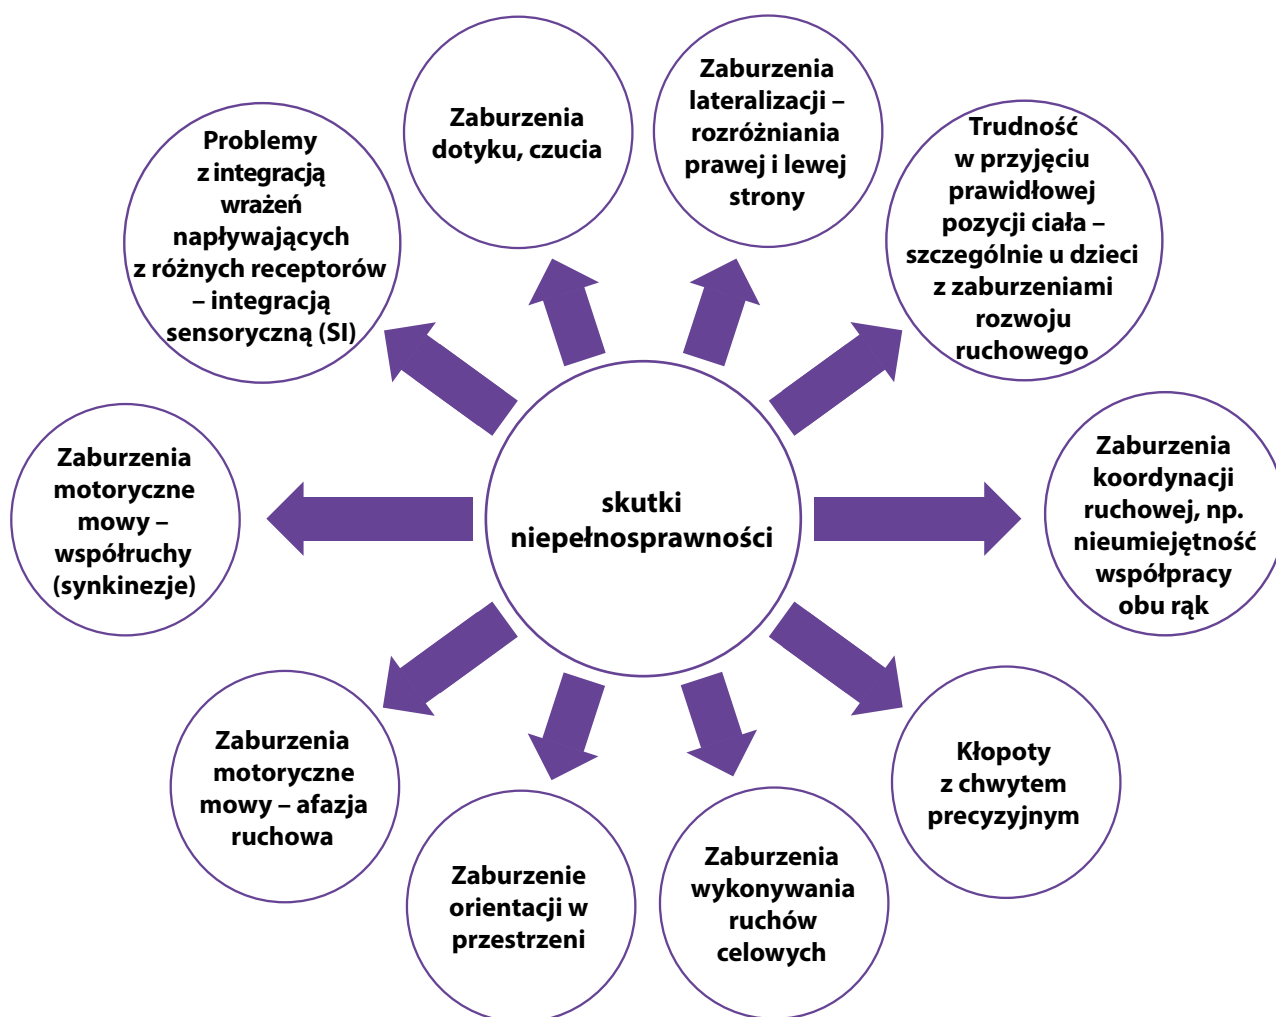 Zaburzenia
dotyku, czucia
Zaburzenia
lateralizacji –
rozróżniania
prawej i lewej
strony
Trudność
w przyjęciu
prawidłowej
pozycji ciała –
szczególnie u dzieci
z zaburzeniami
rozwoju
ruchowego
Zaburzenia
koordynacji
ruchowej, np.
nieumiejętność
współpracy
obu rąk
Kłopoty
z chwytem
precyzyjnym
Zaburzenia
wykonywania
ruchów
celowych
Zaburzenie
orientacji w
przestrzeni
Zaburzenia
motoryczne
mowy – afazja
ruchowa
Zaburzenia
motoryczne
mowy –
współruchy
(synkinezje)
Problemy
z integracją
wrażeń
napływających
z różnych receptorów
– integracją
sensoryczną (SI)
skutki
niepełnosprawności